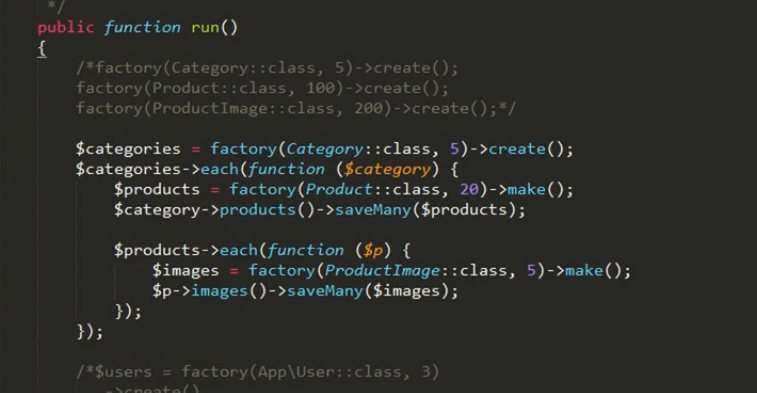 */
public function run()
{
/*factory(Category::class, 5)->create();
factory(Product::class, 100)->create();
factory(ProductImage::class, 200)->create();*/
$categories = factory(Category::class, 5)->create();
$categories->each(function ($category) {
$products = factory(Product::class, 20)->make();
$category->products()->saveMany($products);
$products->each(function ($p) {
$images = factory(ProductImage::class, 5)->make();
$p->images()->saveMany($images);
});
});
/*$users = factory(App\User::class, 3)
->create()